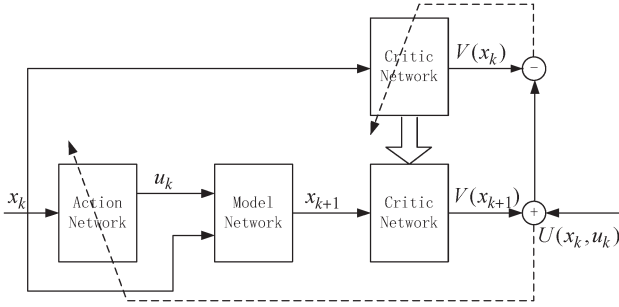 Critic
Network
V(x_k)
−
x_k
Action
Network
u_k
Model
Network
x_{k+1}
Critic
Network
V(x_{k+1})
+
U(x_k, u_k)